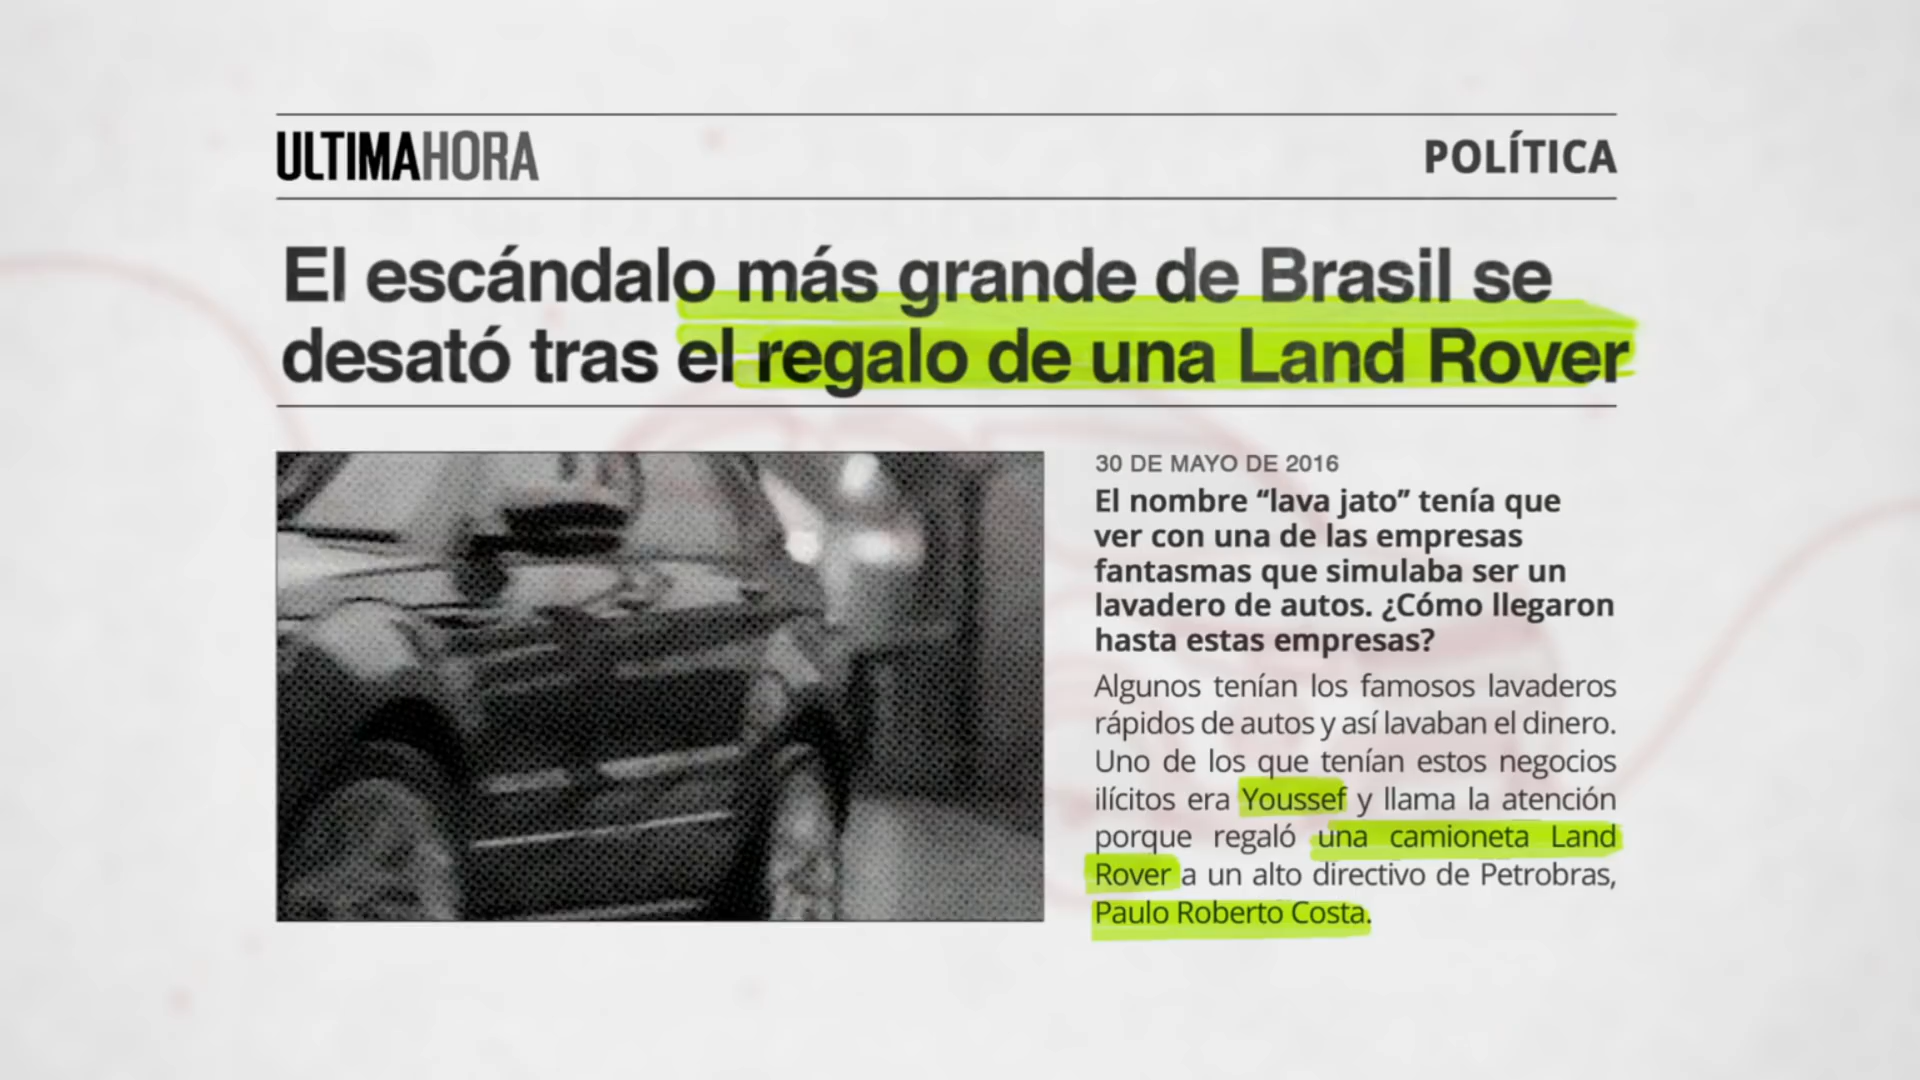 ULTIMAHORA
POLÍTICA
El escándalo más grande de Brasil se
desató tras el regalo de una Land Rover
30 DE MAYO DE 2016
El nombre “lava jato” tenía que
ver con una de las empresas
fantasmas que simulaba ser un
lavadero de autos. ¿Cómo llegaron
hasta estas empresas?
Algunos tenían los famosos lavaderos
rápidos de autos y así lavaban el dinero.
Uno de los que tenían estos negocios
ilícitos era Youssef y llama la atención
porque regaló una camioneta Land
Rover a un alto directivo de Petrobras,
Paulo Roberto Costa.